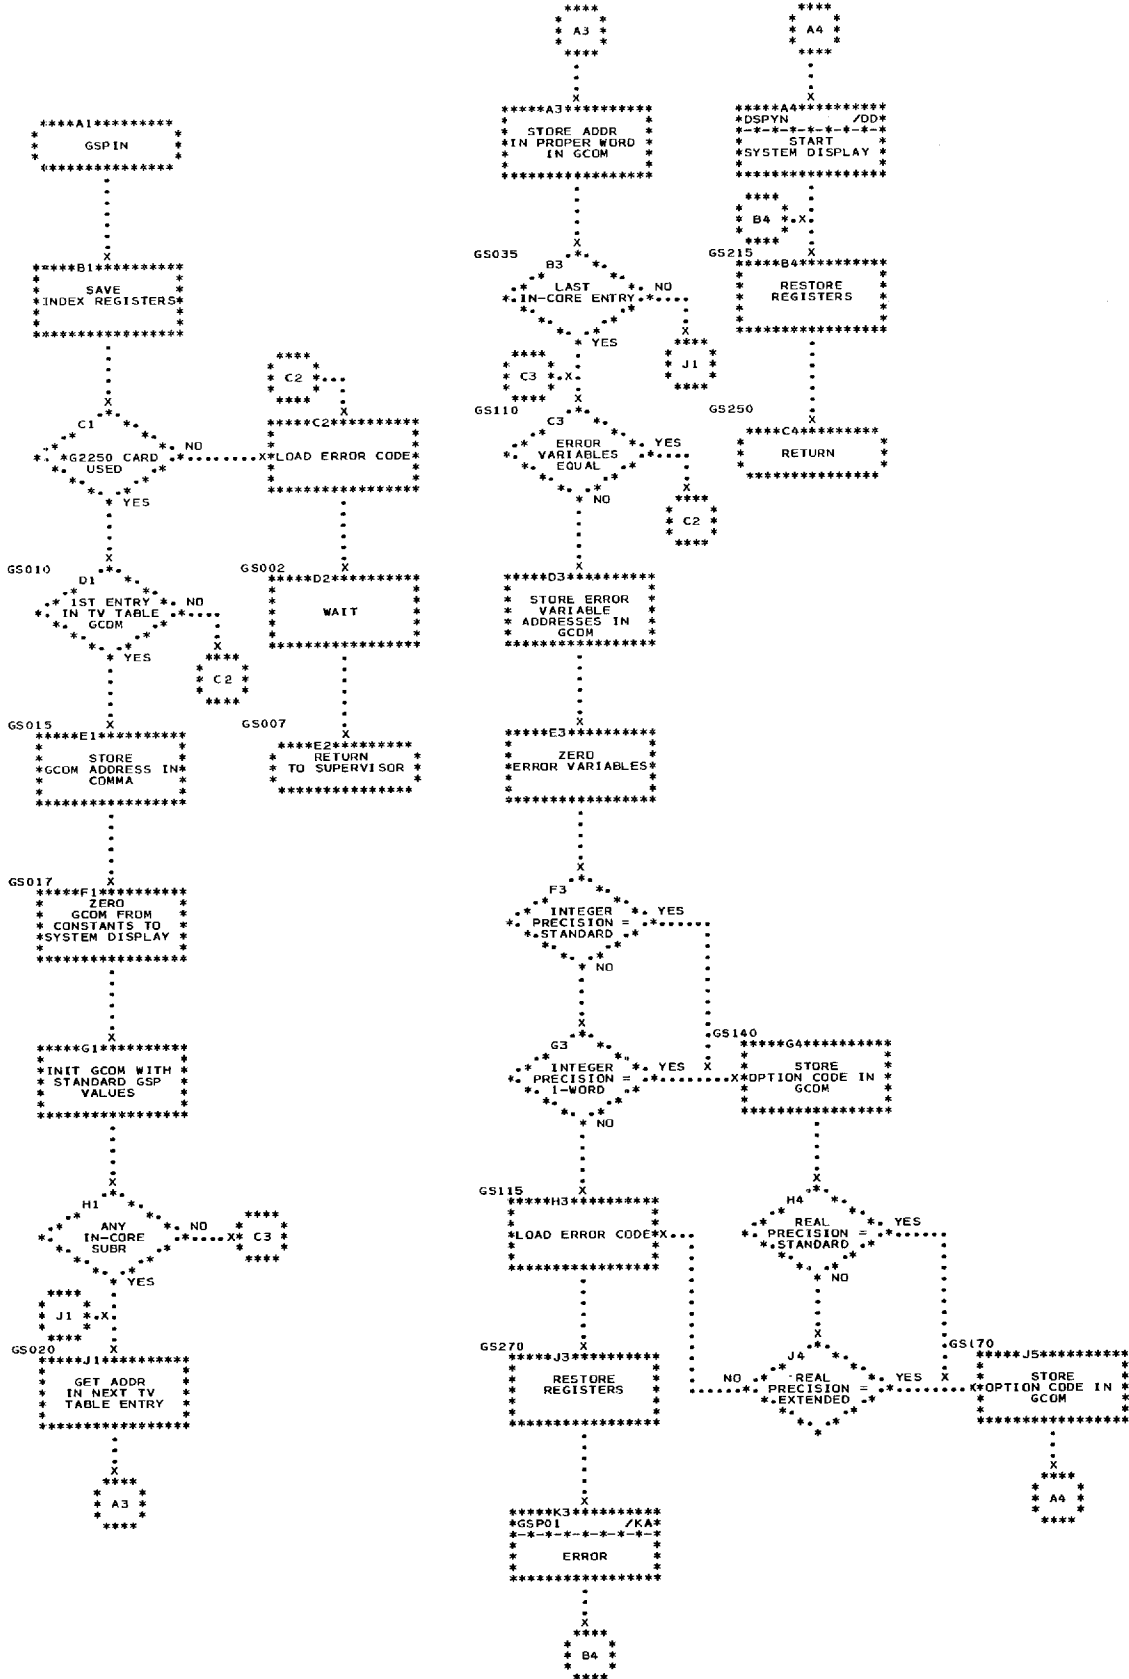 A3
A4
A1
GSPIN
A3
STORE ADDR
IN PROPER WORD
IN GCOM
A4
DSPYN /DD
START
SYSTEM DISPLAY
B4
GS035
GS215
B1
SAVE
INDEX REGISTERS
B3
LAST
IN-CORE ENTRY
NO
YES
B4
RESTORE
REGISTERS
J1
C2
C3
GS110
GS250
C1
G2250 CARD
USED
NO
YES
C2
LOAD ERROR CODE
C3
ERROR
VARIABLES
EQUAL
YES
NO
C4
RETURN
C2
GS010
D1
1ST ENTRY
IN TV TABLE
GCOM
NO
YES
GS002
D2
WAIT
D3
STORE ERROR
VARIABLE
ADDRESSES IN
GCOM
C2
GS015
E1
STORE
GCOM ADDRESS IN
COMMA
GS007
E2
RETURN
TO SUPERVISOR
E3
ZERO
ERROR VARIABLES
GS017
F1
ZERO
GCOM FROM
CONSTANTS TO
SYSTEM DISPLAY
F3
INTEGER
PRECISION =
STANDARD
YES
NO
G1
INIT GCOM WITH
STANDARD GSP
VALUES
G3
INTEGER
PRECISION =
1-WORD
YES
NO
GS140
G4
STORE
OPTION CODE IN
GCOM
H1
ANY
IN-CORE
SUBR
NO
YES
C3
GS115
H3
LOAD ERROR CODE
H4
REAL
PRECISION =
STANDARD
YES
NO
J1
GS020
J1
GET ADDR
IN NEXT TV
TABLE ENTRY
GS270
J3
RESTORE
REGISTERS
NO
J4
REAL
PRECISION =
EXTENDED
YES
GS170
J5
STORE
OPTION CODE IN
GCOM
A3
A4
K3
GSP01 /KA
ERROR
B4